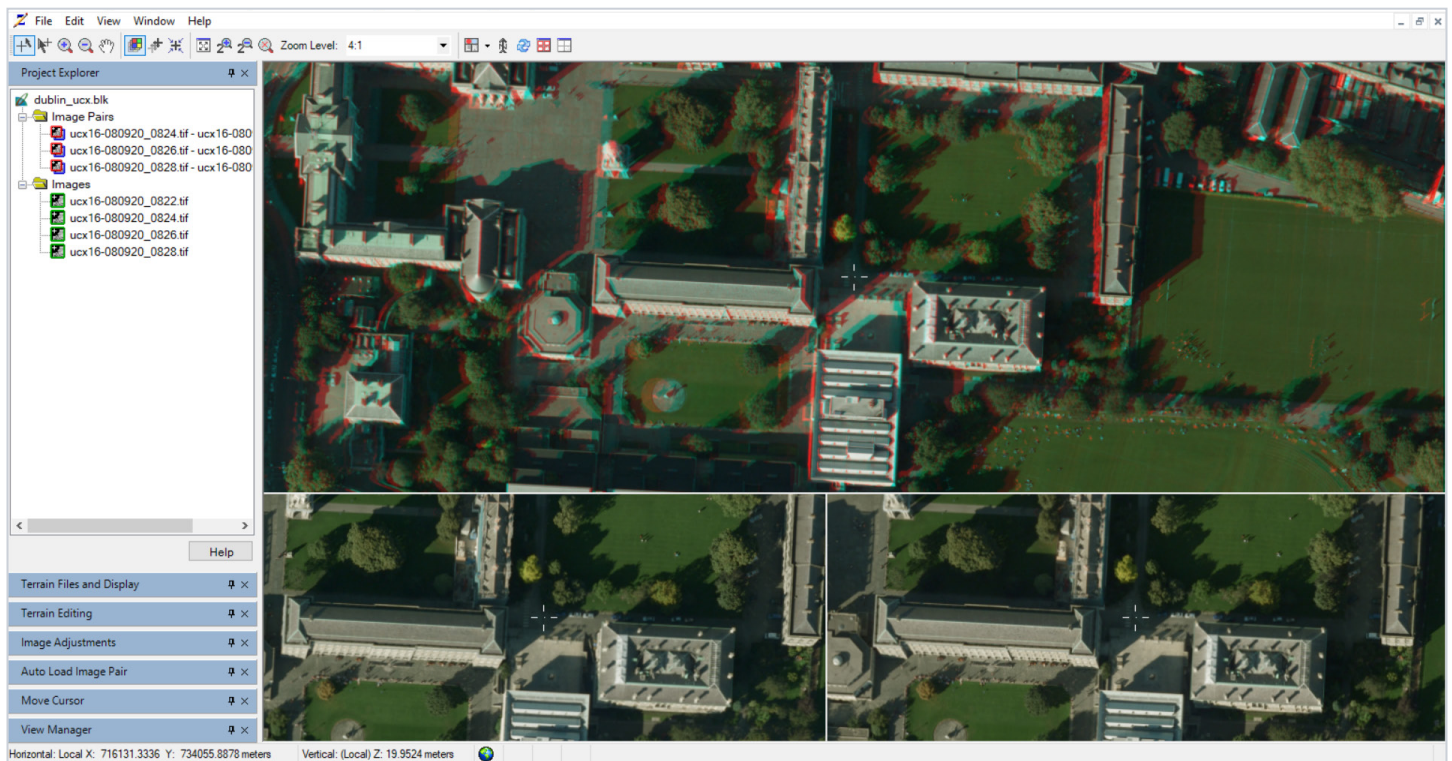 File Edit View Window Help
Zoom Level: 4:1
Project Explorer
dublin_ucx.blk
Image Pairs
ucx16-080920_0824.tif - ucx16-080
ucx16-080920_0826.tif - ucx16-080
ucx16-080920_0828.tif - ucx16-080
Images
ucx16-080920_0822.tif
ucx16-080920_0824.tif
ucx16-080920_0826.tif
ucx16-080920_0828.tif
Help
Terrain Files and Display
Terrain Editing
Image Adjustments
Auto Load Image Pair
Move Cursor
View Manager
Horizontal: Local X: 716131.3336 Y: 734055.8878 meters Vertical: (Local) Z: 19.9524 meters